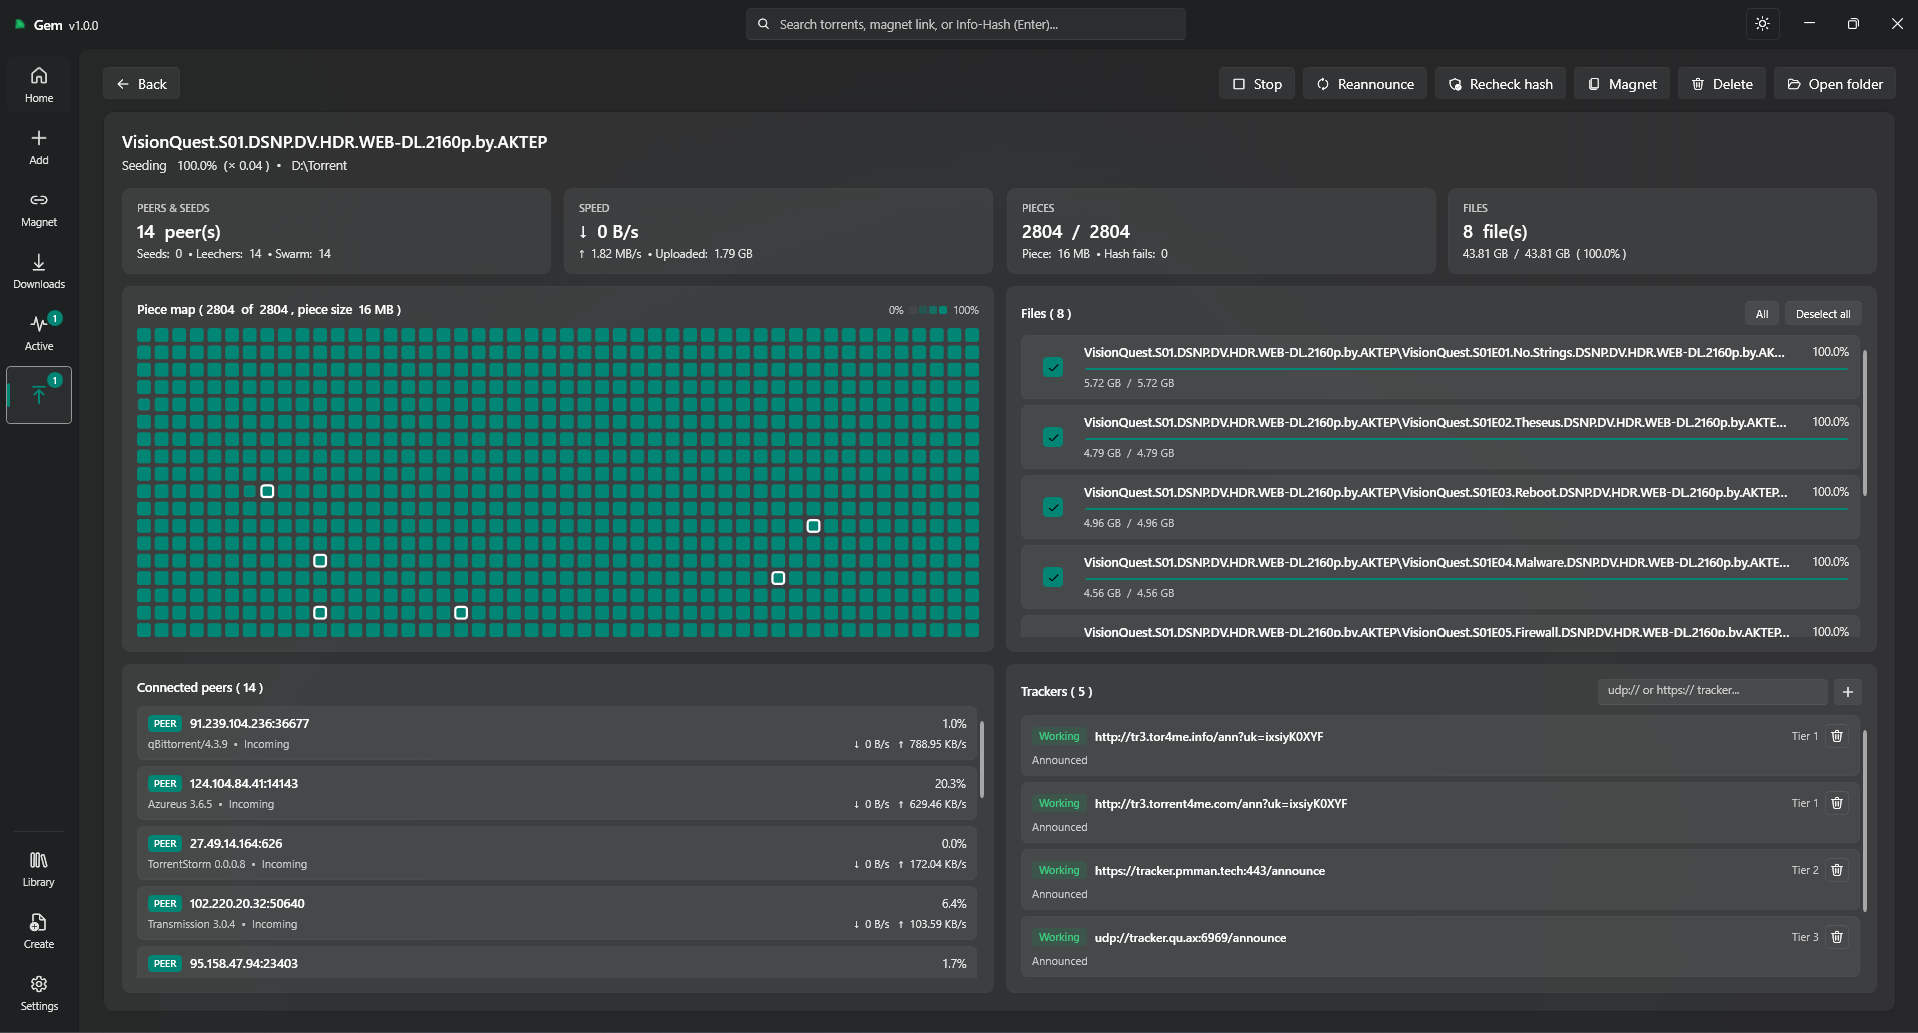 Gem v1.0.0
Search torrents, magnet link, or Info-Hash (Enter)...
Home
Add
Magnet
Downloads
1
Active
1
Library
Create
Settings
Back
Stop
Reannounce
Recheck hash
Magnet
Delete
Open folder
VisionQuest.S01.DSNP.DV.HDR.WEB-DL.2160p.by.AKTEP
Seeding 100.0% (× 0.04 ) • D:\Torrent
PEERS & SEEDS
14 peer(s)
Seeds: 0 • Leechers: 14 • Swarm: 14
SPEED
↓ 0 B/s
↑ 1.82 MB/s • Uploaded: 1.79 GB
PIECES
2804 / 2804
Piece: 16 MB • Hash fails: 0
FILES
8 file(s)
43.81 GB / 43.81 GB ( 100.0% )
Piece map ( 2804 of 2804 , piece size 16 MB )
0% 100%
Files ( 8 )
All
Deselect all
VisionQuest.S01.DSNP.DV.HDR.WEB-DL.2160p.by.AKTEP\VisionQuest.S01E01.No.Strings.DSNP.DV.HDR.WEB-DL.2160p.by.AK... 100.0%
5.72 GB / 5.72 GB
VisionQuest.S01.DSNP.DV.HDR.WEB-DL.2160p.by.AKTEP\VisionQuest.S01E02.Theseus.DSNP.DV.HDR.WEB-DL.2160p.by.AKTE... 100.0%
4.79 GB / 4.79 GB
VisionQuest.S01.DSNP.DV.HDR.WEB-DL.2160p.by.AKTEP\VisionQuest.S01E03.Reboot.DSNP.DV.HDR.WEB-DL.2160p.by.AKTEP... 100.0%
4.96 GB / 4.96 GB
VisionQuest.S01.DSNP.DV.HDR.WEB-DL.2160p.by.AKTEP\VisionQuest.S01E04.Malware.DSNP.DV.HDR.WEB-DL.2160p.by.AKTE... 100.0%
4.56 GB / 4.56 GB
VisionQuest.S01.DSNP.DV.HDR.WEB-DL.2160p.by.AKTEP\VisionQuest.S01E05.Firewall.DSNP.DV.HDR.WEB-DL.2160p.by.AKTEP... 100.0%
Connected peers ( 14 )
PEER 91.239.104.236:36677 1.0%
qBittorrent/4.3.9 • Incoming ↓ 0 B/s ↑ 788.95 KB/s
PEER 124.104.84.41:14143 20.3%
Azureus 3.6.5 • Incoming ↓ 0 B/s ↑ 629.46 KB/s
PEER 27.49.14.164:626 0.0%
TorrentStorm 0.0.0.8 • Incoming ↓ 0 B/s ↑ 172.04 KB/s
PEER 102.220.20.32:50640 6.4%
Transmission 3.0.4 • Incoming ↓ 0 B/s ↑ 103.59 KB/s
PEER 95.158.47.94:23403 1.7%
Trackers ( 5 )
udp:// or https:// tracker...
Working http://tr3.tor4me.info/ann?uk=ixsiyK0XYF Tier 1
Announced
Working http://tr3.torrent4me.com/ann?uk=ixsiyK0XYF Tier 1
Announced
Working https://tracker.pmman.tech:443/announce Tier 2
Announced
Working udp://tracker.qu.ax:6969/announce Tier 3
Announced